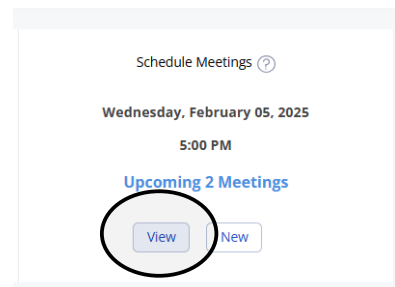 Schedule Meetings ?
Wednesday, February 05, 2025
5:00 PM
Upcoming 2 Meetings
View New